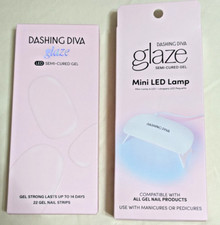 DASHING DIVA
glaze
LED SEMI-CURED GEL
GEL STRONG LASTS UP TO 14 DAYS
22 GEL NAIL STRIPS
DASHING DIVA
glaze
SEMI-CURED GEL
Mini LED Lamp
DASHING DIVA
COMPATIBLE WITH
ALL GEL NAIL PRODUCTS
USE WITH MANICURES OR PEDICURES